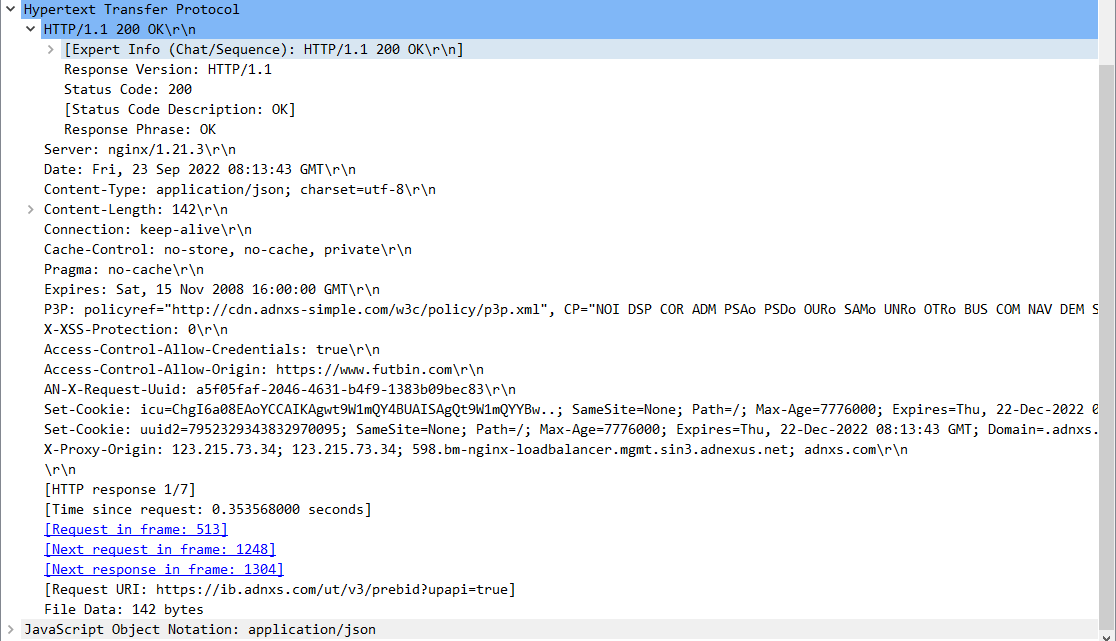 Hypertext Transfer Protocol
HTTP/1.1 200 OK\r\n
[Expert Info (Chat/Sequence): HTTP/1.1 200 OK\r\n]
Response Version: HTTP/1.1
Status Code: 200
[Status Code Description: OK]
Response Phrase: OK
Server: nginx/1.21.3\r\n
Date: Fri, 23 Sep 2022 08:13:43 GMT\r\n
Content-Type: application/json; charset=utf-8\r\n
Content-Length: 142\r\n
Connection: keep-alive\r\n
Cache-Control: no-store, no-cache, private\r\n
Pragma: no-cache\r\n
Expires: Sat, 15 Nov 2008 16:00:00 GMT\r\n
P3P: policyref="http://cdn.adnxs-simple.com/w3c/policy/p3p.xml", CP="NOI DSP COR ADM PSAo PSDo OURo SAMo UNRo OTRo BUS COM NAV DEM S
X-XSS-Protection: 0\r\n
Access-Control-Allow-Credentials: true\r\n
Access-Control-Allow-Origin: https://www.futbin.com\r\n
AN-X-Request-Uuid: a5f05faf-2046-4631-b4f9-1383b09bec83\r\n
Set-Cookie: icu=ChgI6a08EAoYCCAIKAgwt9W1mQY4BUAISAgQt9W1mQYYBw..; SameSite=None; Path=/; Max-Age=7776000; Expires=Thu, 22-Dec-2022 0
Set-Cookie: uuid2=7952329343832970095; SameSite=None; Path=/; Max-Age=7776000; Expires=Thu, 22-Dec-2022 08:13:43 GMT; Domain=.adnxs.
X-Proxy-Origin: 123.215.73.34; 123.215.73.34; 598.bm-nginx-loadbalancer.mgmt.sin3.adnexus.net; adnxs.com\r\n
\r\n
[HTTP response 1/7]
[Time since request: 0.353568000 seconds]
[Request in frame: 513]
[Next request in frame: 1248]
[Next response in frame: 1304]
[Request URI: https://ib.adnxs.com/ut/v3/prebid?upapi=true]
File Data: 142 bytes
JavaScript Object Notation: application/json